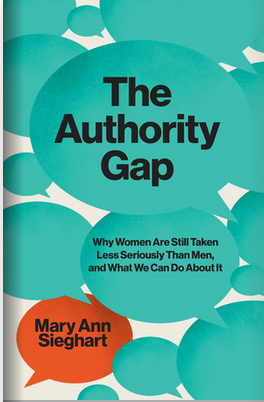 The
Authority
Gap
Why Women Are Still Taken
Less Seriously Than Men,
and What We Can Do About It
Mary Ann
Sieghart